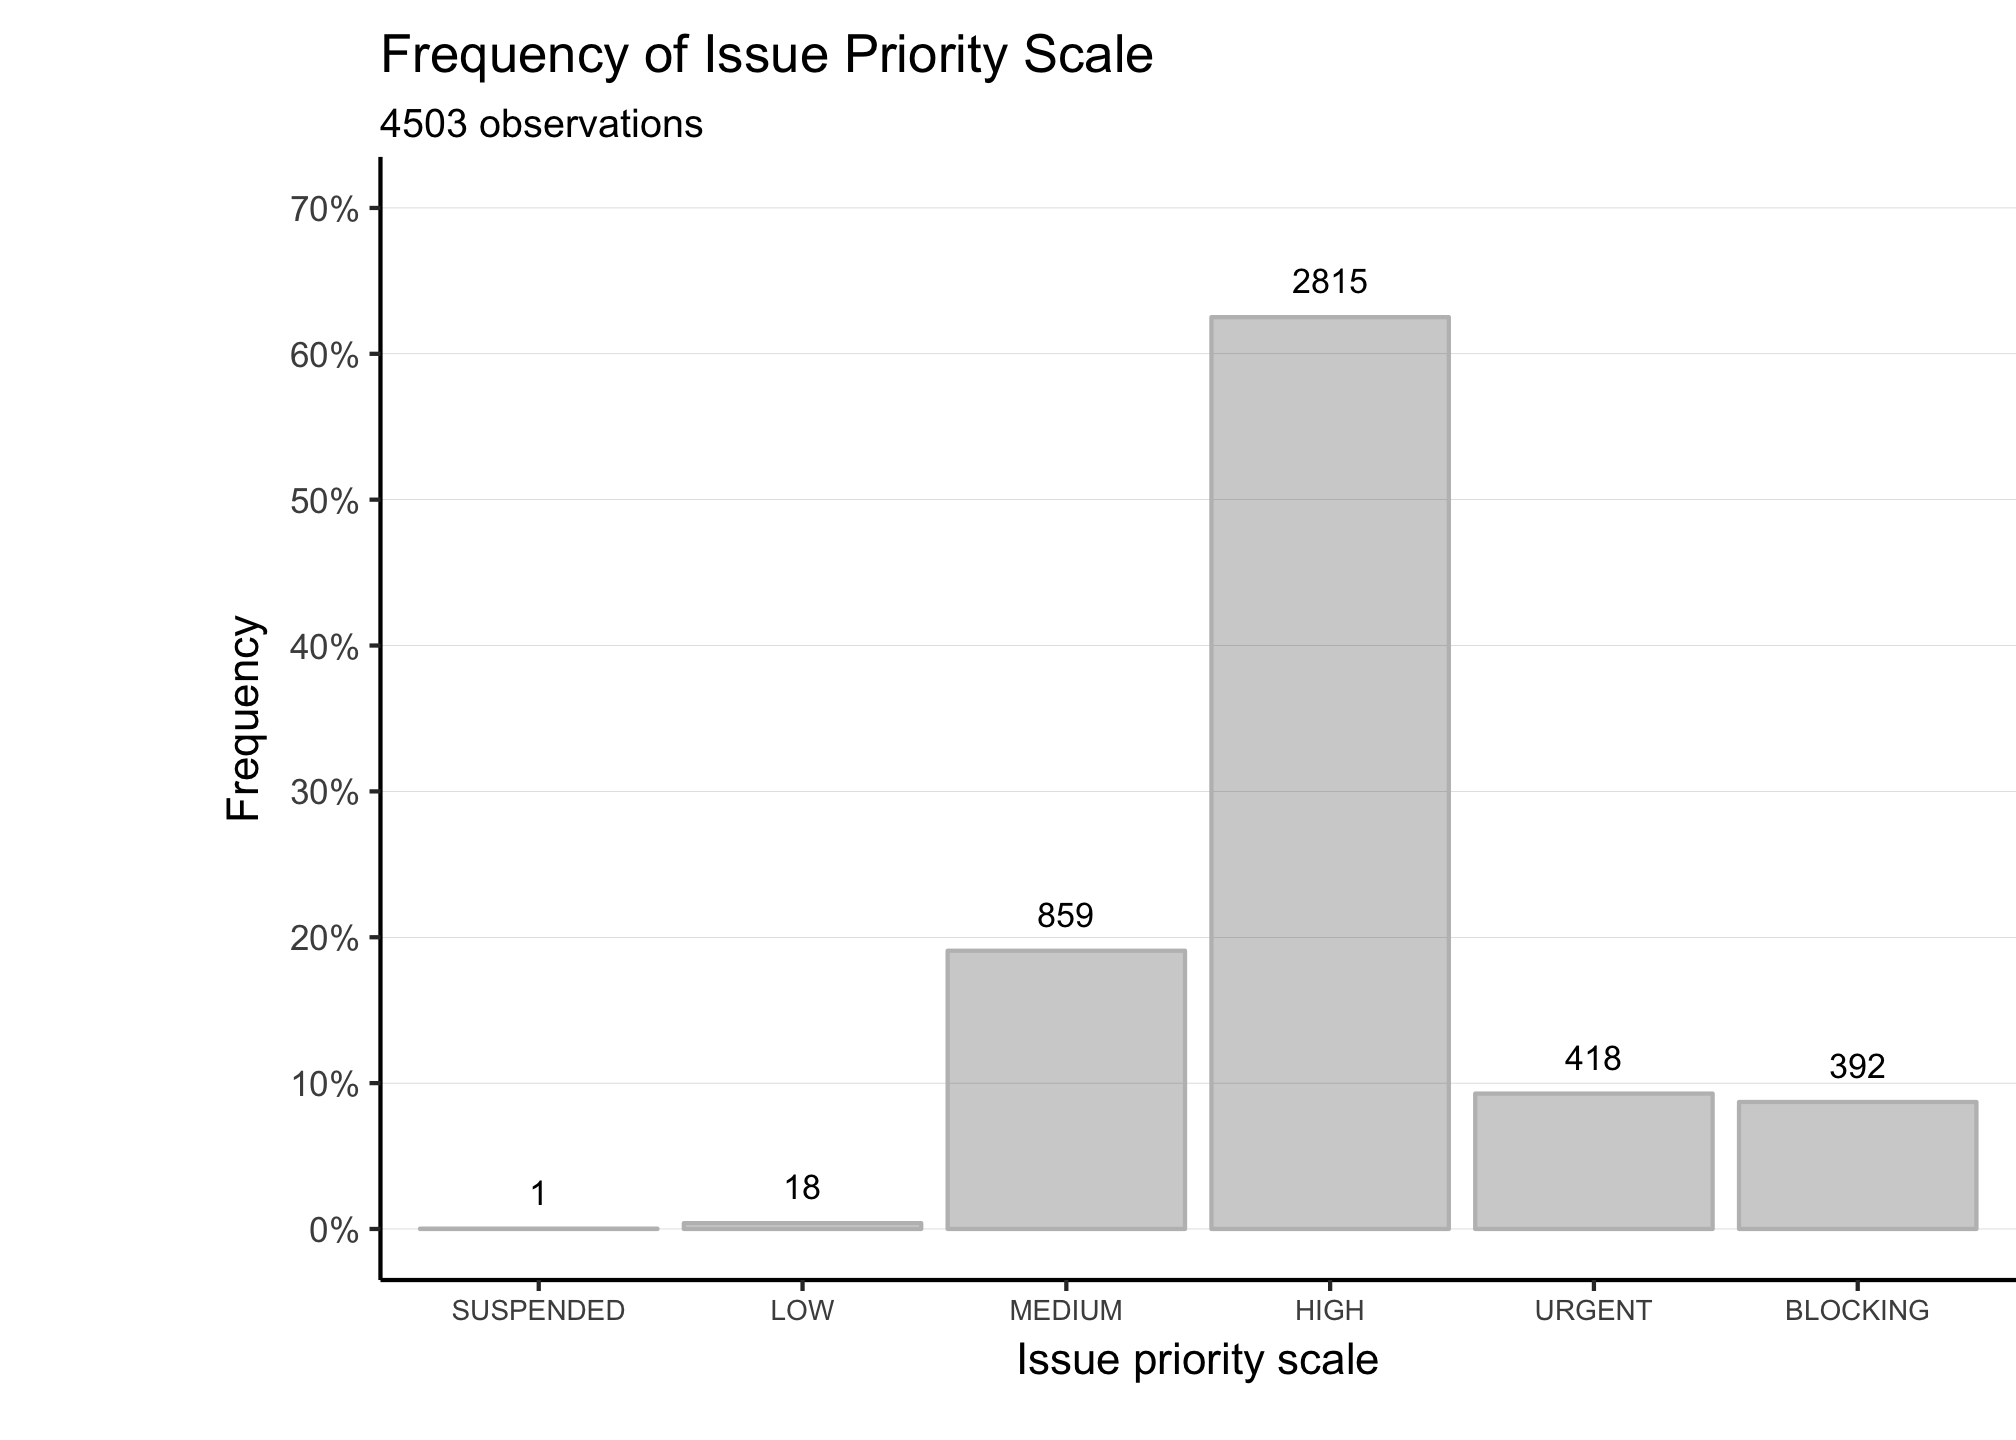 Frequency of Issue Priority Scale
4503 observations
70%
60%
50%
40%
30%
20%
10%
0%
Frequency
2815
859
418
392
18
1
SUSPENDED LOW MEDIUM HIGH URGENT BLOCKING
Issue priority scale